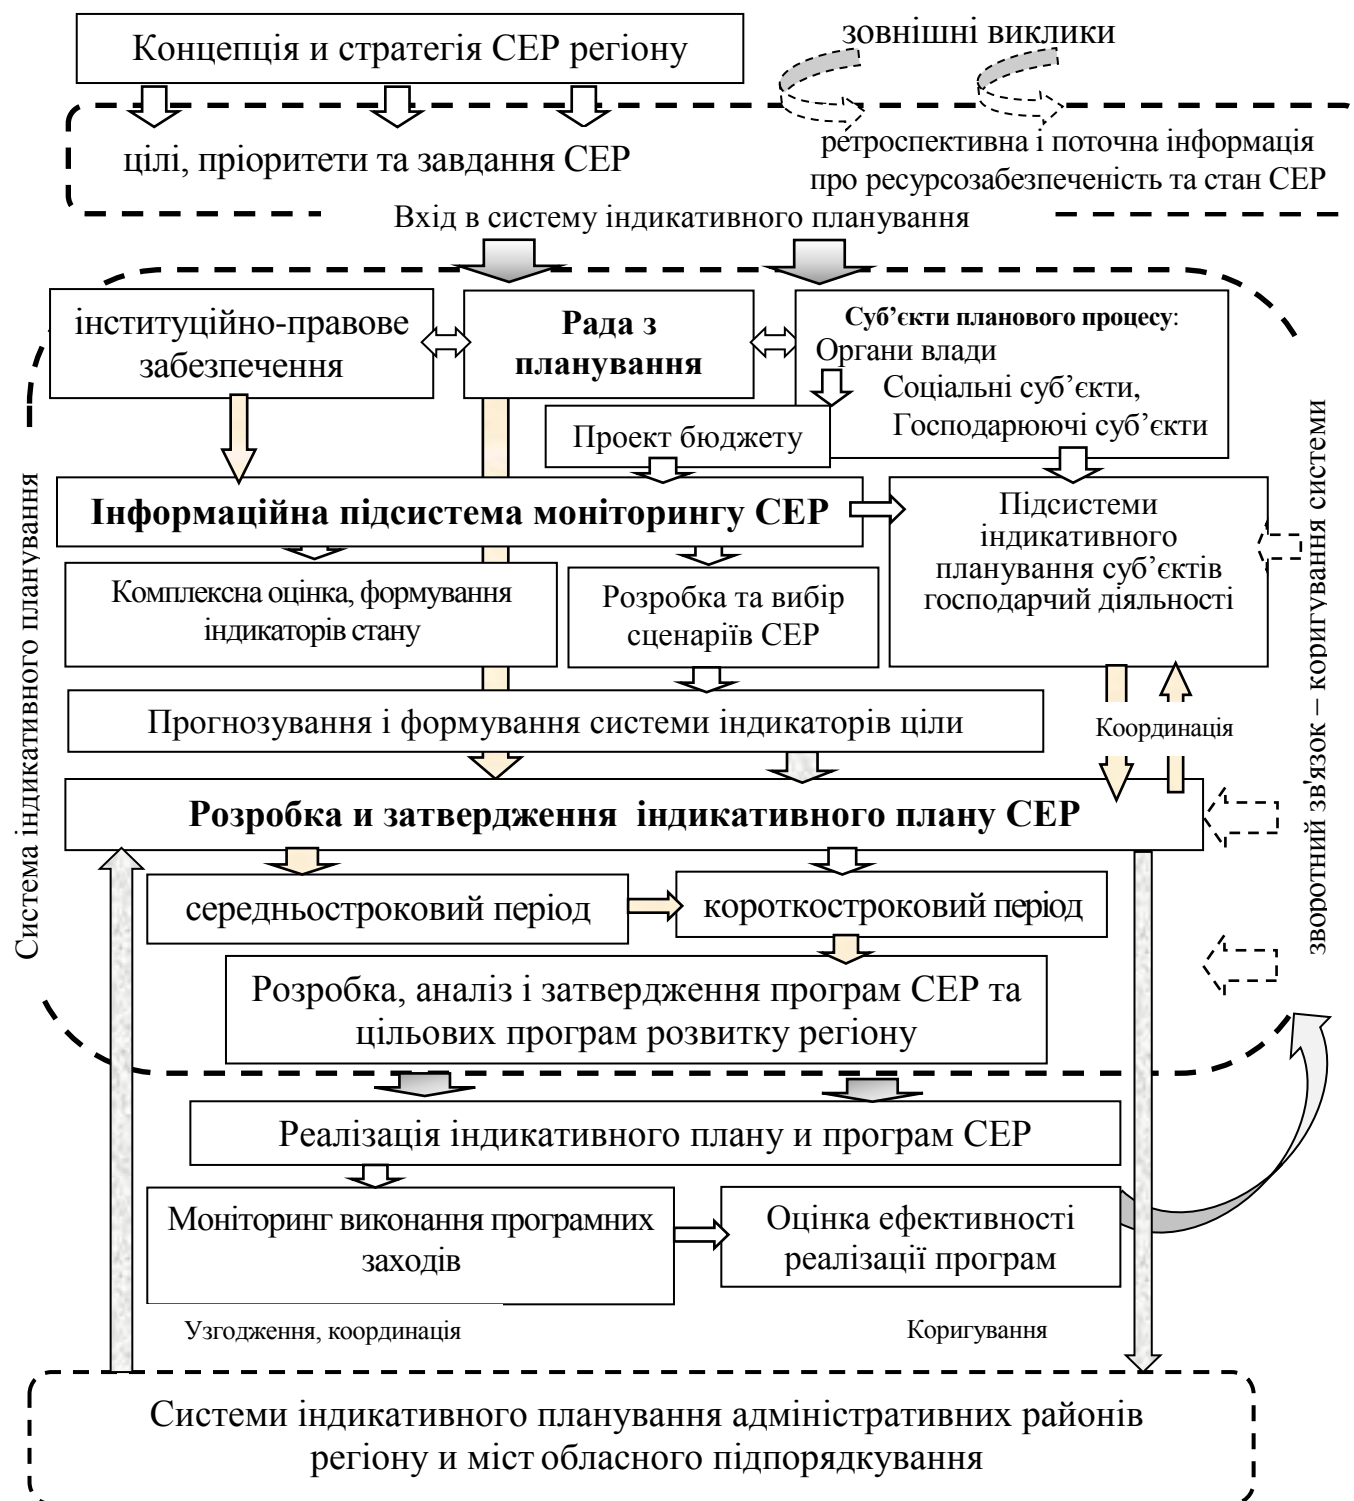 Концепція и стратегія СЕР регіону
зовнішні виклики
цілі, пріоритети та завдання СЕР
ретроспективна і поточна інформація
про ресурсозабезпеченість та стан СЕР
Вхід в систему індикативного планування
інституційно-правове
забезпечення
Рада з
планування
Суб’єкти планового процесу:
Органи влади
Соціальні суб’єкти,
Господарюючі суб’єкти
Проект бюджету
Інформаційна підсистема моніторингу СЕР
Підсистеми
індикативного
планування суб’єктів
господарчий діяльності
Комплексна оцінка, формування
індикаторів стану
Розробка та вибір
сценаріїв СЕР
Прогнозування і формування системи індикаторів ціли
Координація
Розробка и затвердження індикативного плану СЕР
середньостроковий період
короткостроковий період
Розробка, аналіз і затвердження програм СЕР та
цільових програм розвитку регіону
Система індикативного планування
зворотний зв'язок – коригування системи
Реалізація індикативного плану и програм СЕР
Моніторинг виконання програмних
заходів
Оцінка ефективності
реалізації програм
Узгодження, координація
Коригування
Системи індикативного планування адміністративних районів
регіону и міст обласного підпорядкування